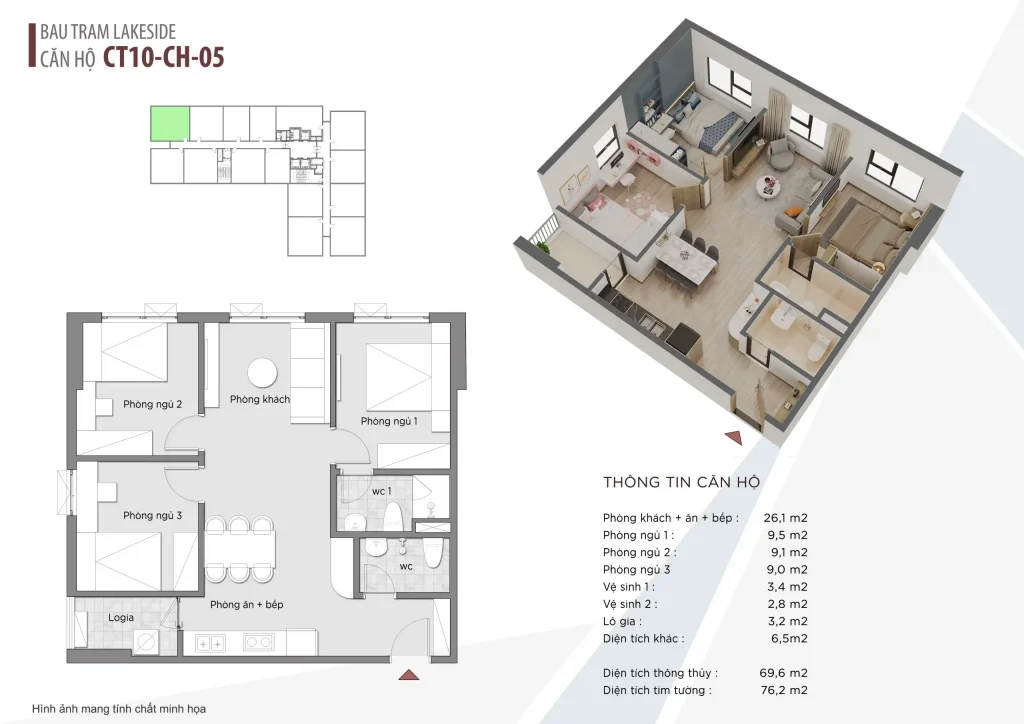 BAU TRAM LAKESIDE
CĂN HỘ CT10-CH-05
Phòng ngủ 2
Phòng khách
Phòng ngủ 1
wc 1
Phòng ngủ 3
wc
Phòng ăn + bếp
Logia
THÔNG TIN CĂN HỘ
Phòng khách + ăn + bếp : 26,1 m2
Phòng ngủ 1 : 9,5 m2
Phòng ngủ 2 : 9,1 m2
Phòng ngủ 3 9,0 m2
Vệ sinh 1 : 3,4 m2
Vệ sinh 2 : 2,8 m2
Lô gia : 3,2 m2
Diện tích khác : 6,5m2
Diện tích thông thủy : 69,6 m2
Diện tích tim tường : 76,2 m2
Hình ảnh mang tính chất minh họa